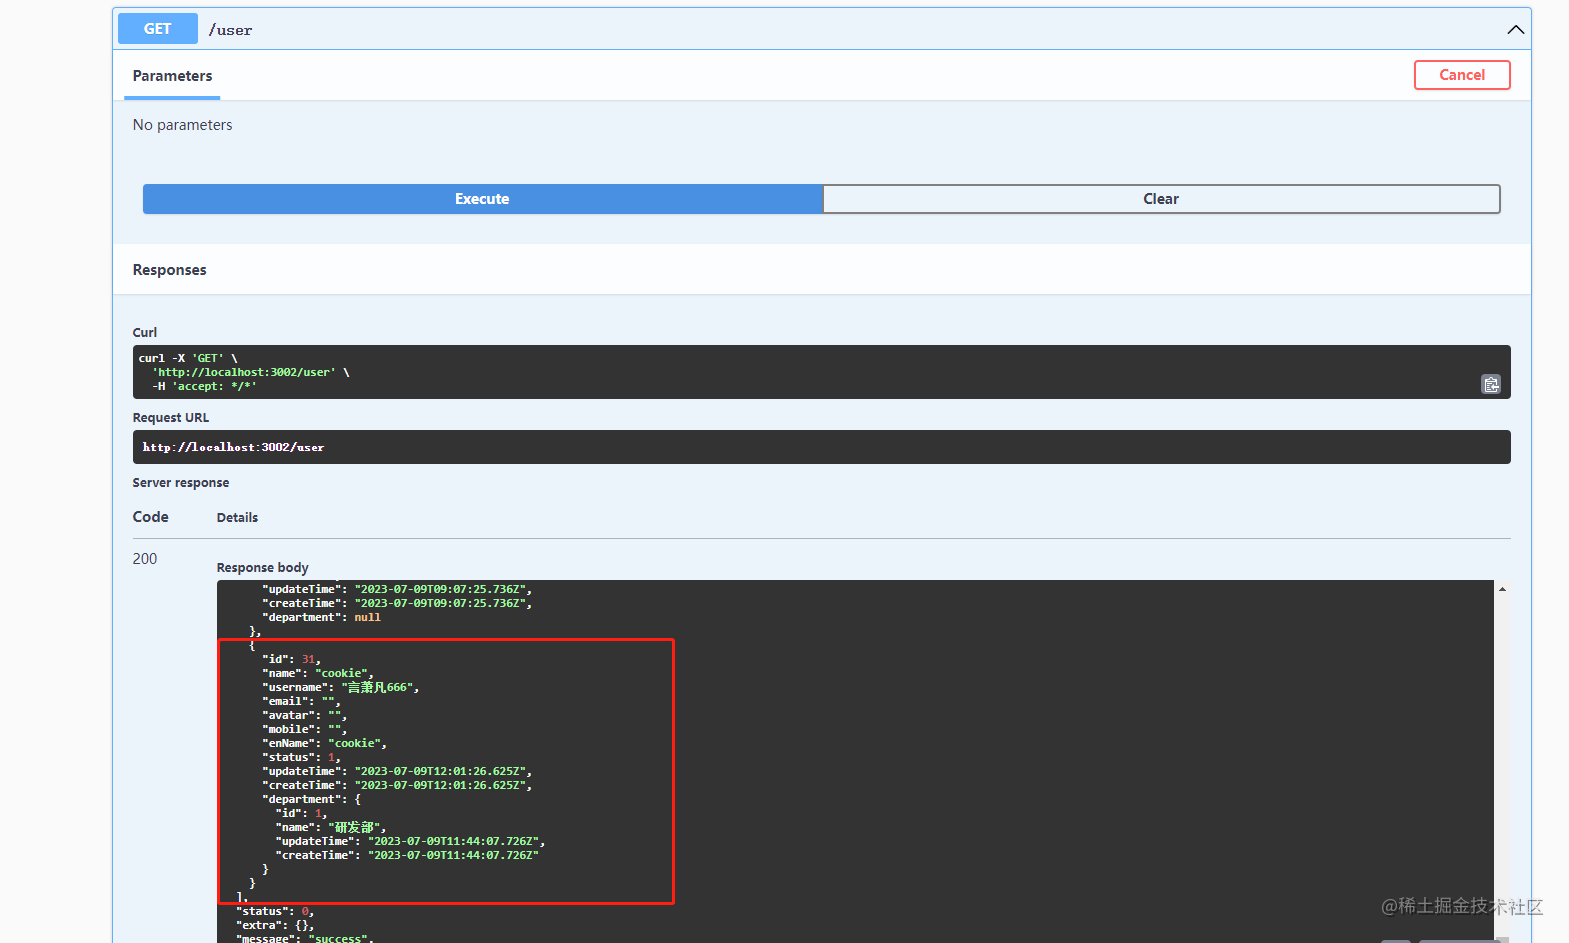 GET /user
Parameters
Cancel
No parameters
Execute
Clear
Responses
Curl
curl -X 'GET' \
'http://localhost:3002/user' \
-H 'accept: */*'
Request URL
http://localhost:3002/user
Server response
Code Details
200
Response body
"updateTime": "2023-07-09T09:07:25.736Z",
"createTime": "2023-07-09T09:07:25.736Z",
"department": null
},
{
"id": 31,
"name": "cookie",
"username": "言萧凡666",
"email": "",
"avatar": "",
"mobile": "",
"enName": "cookie",
"status": 1,
"updateTime": "2023-07-09T12:01:26.625Z",
"createTime": "2023-07-09T12:01:26.625Z",
"department": {
"id": 1,
"name": "研发部",
"updateTime": "2023-07-09T11:44:07.726Z",
"createTime": "2023-07-09T11:44:07.726Z"
}
}
],
"status": 0,
"extra": {},
"message": "success",
@稀土掘金技术社区